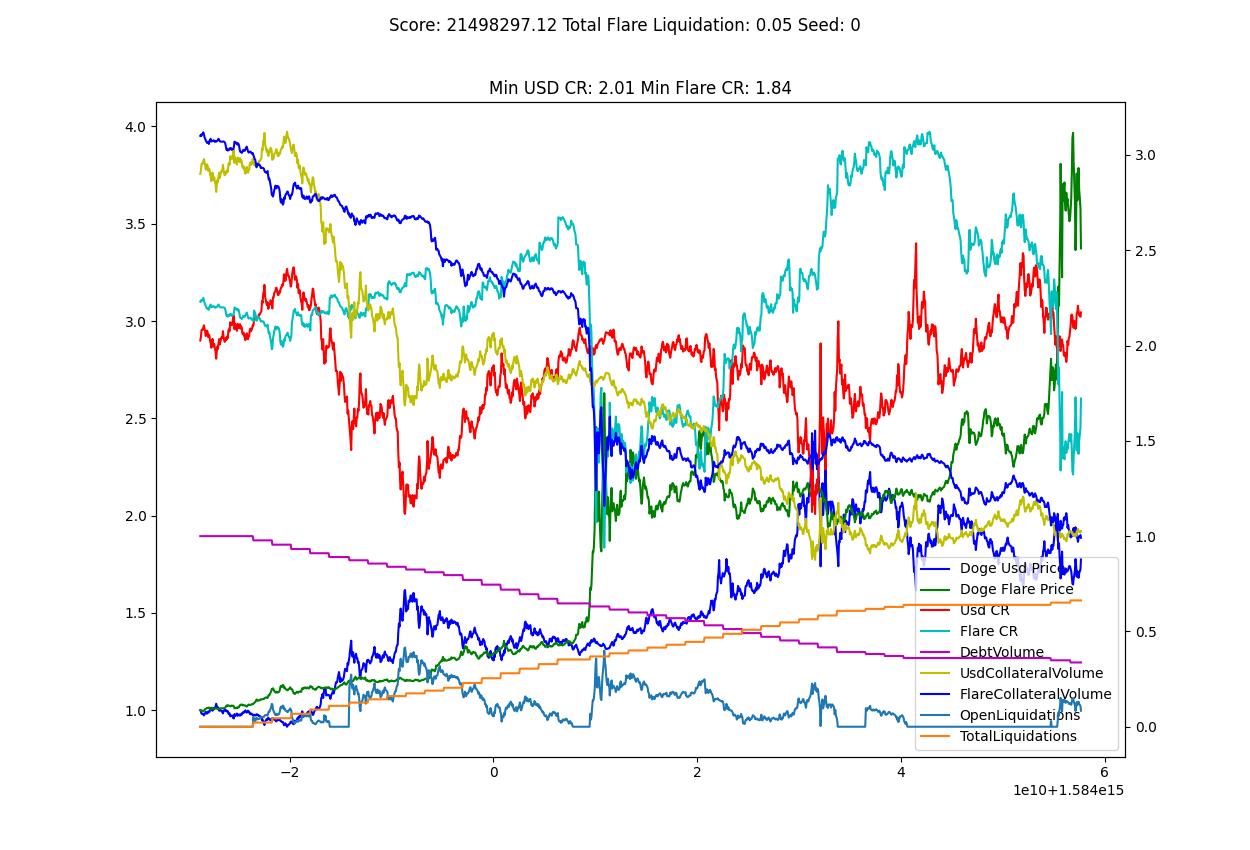 Score: 21498297.12 Total Flare Liquidation: 0.05 Seed: 0
Min USD CR: 2.01 Min Flare CR: 1.84
4.0
3.5
3.0
2.5
2.0
1.5
1.0
3.0
2.5
2.0
1.5
1.0
0.5
0.0
Doge Usd Price
Doge Flare Price
Usd CR
Flare CR
DebtVolume
UsdCollateralVolume
FlareCollateralVolume
OpenLiquidations
TotalLiquidations
−2 0 2 4 6
1e10+1.584e15